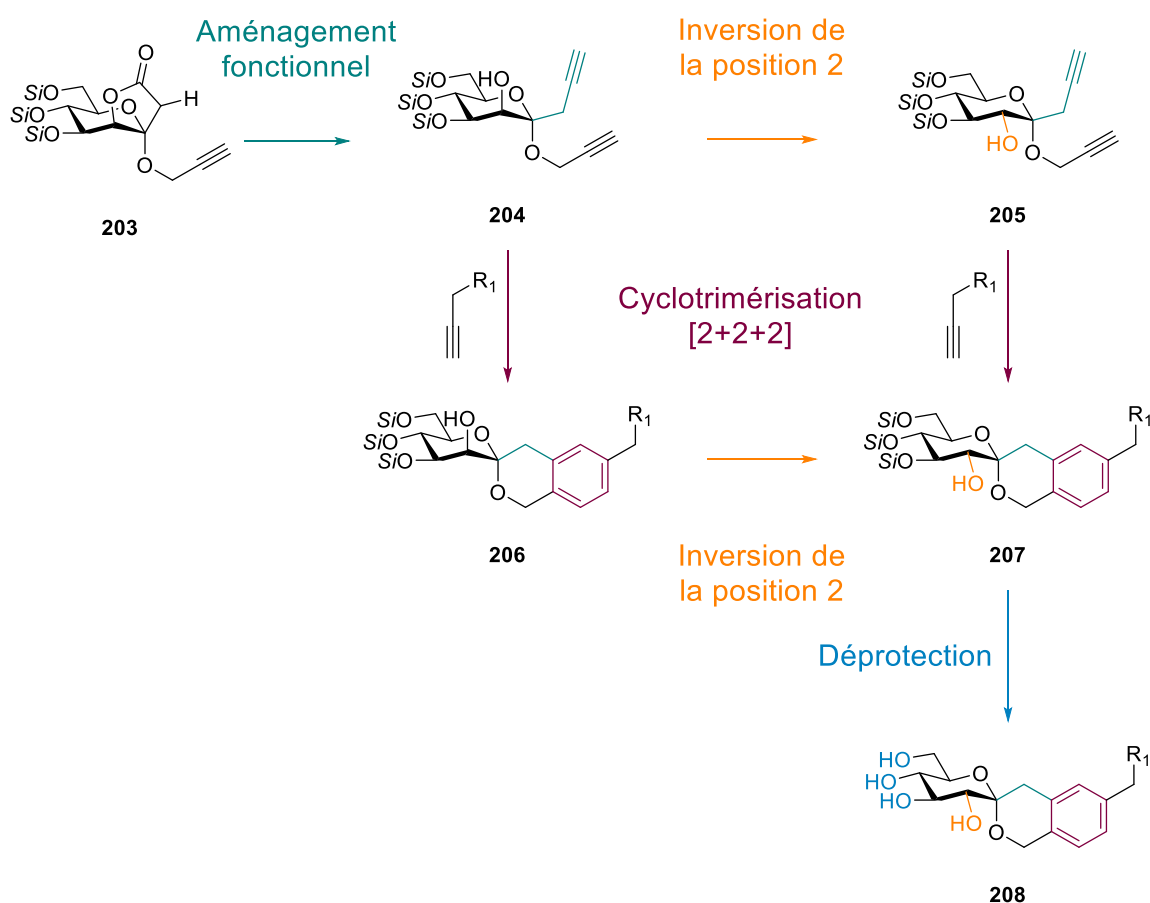 Aménagement
fonctionnel
Inversion de
la position 2
O
SiO
O
O
H
SiO
SiO
O
203
SiO
HO
O
SiO
SiO
O
204
SiO
O
SiO
SiO
HO
O
205
R1
Cyclotrimérisation
[2+2+2]
R1
SiO
HO
O
SiO
SiO
O
R1
206
SiO
O
SiO
SiO
HO
O
R1
207
Inversion de
la position 2
Déprotection
HO
O
HO
HO
HO
O
R1
208